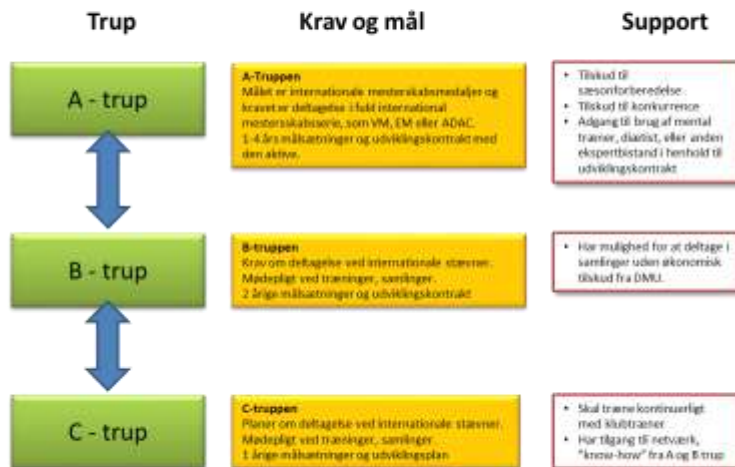 Trup
Krav og mål
Support
A - trup
A-Truppen
Målet er internationale mesterskabsmedaljer og
kravet er deltagelse i fuld international
mesterskabsserie, som VM, EM eller ADAC.
1-4 års målsætninger og udviklingskontrakt med
den aktive.
• Tilskud til
sæsonforberedelse
• Tilskud til konkurrence
• Adgang til brug af mental
træner, diætist, eller anden
ekspertbistand i henhold til
udviklingskontrakt
B - trup
B-truppen
Krav om deltagelse ved internationale stævner.
Mødepligt ved træninger, samlinger.
2 årige målsætninger og udviklingskontrakt
• Har mulighed for at deltage i
samlinger uden økonomisk
tilskud fra DMU.
C - trup
C-truppen
Planer om deltagelse ved internationale stævner.
Mødepligt ved træninger, samlinger
1 årige målsætninger og udviklingsplan
• Skal træne kontinuerligt
med klubtræner
• Har tilgang til netværk,
"know-how" fra A og B trup